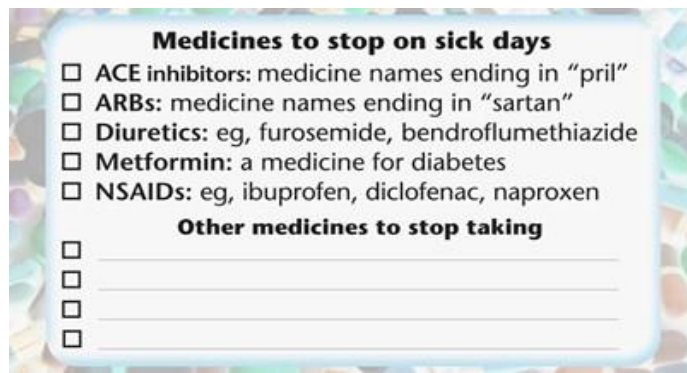 Medicines to stop on sick days
ACE inhibitors: medicine names ending in “pril”
ARBs: medicine names ending in “sartan”
Diuretics: eg, furosemide, bendroflumethiazide
Metformin: a medicine for diabetes
NSAIDs: eg, ibuprofen, diclofenac, naproxen
Other medicines to stop taking